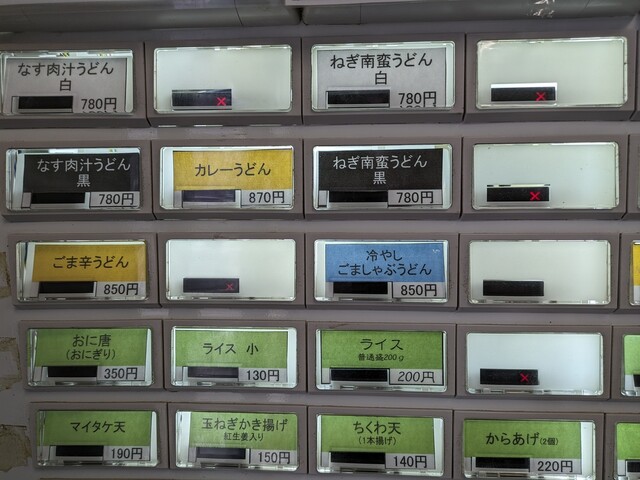 なす肉汁うどん
白
780円
ねぎ南蛮うどん
白
780円
なす肉汁うどん
黒
780円
カレーうどん
870円
ねぎ南蛮うどん
黒
780円
ごま辛うどん
850円
冷やし
ごましゃぶうどん
850円
おに唐
(おにぎり)
350円
ライス 小
130円
ライス
普通盛200g
200円
マイタケ天
190円
玉ねぎかき揚げ
紅生姜入り
150円
ちくわ天
(1本揚げ)
140円
からあげ(2個)
220円